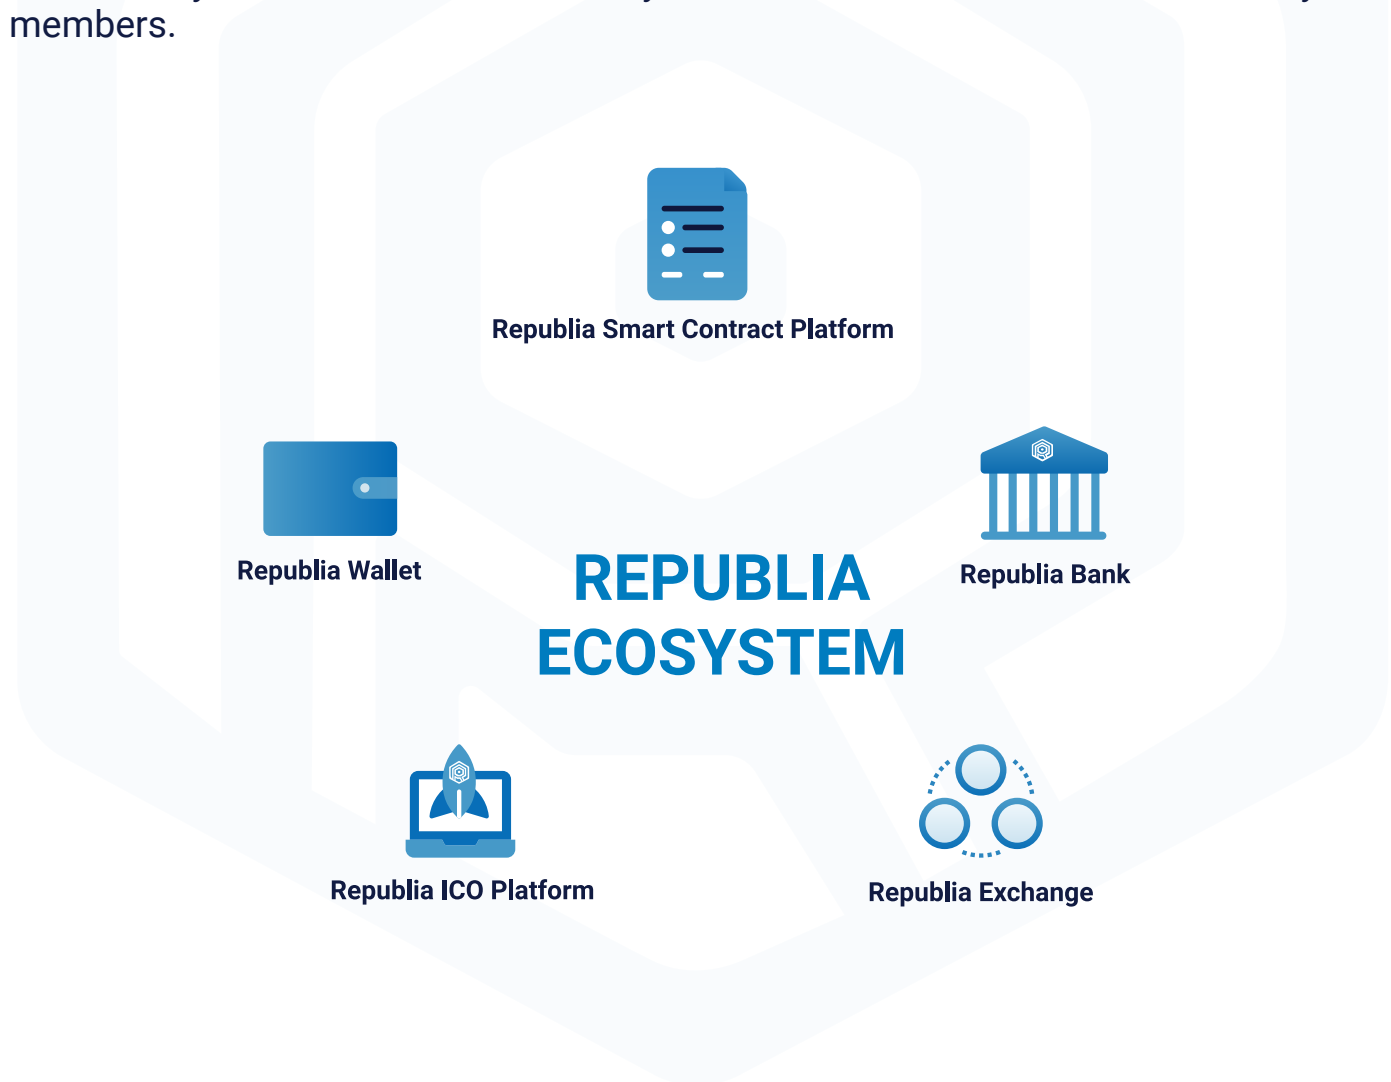 members.
Republia Smart Contract Platform
Republia Wallet
Republia Bank
REPUBLIA
ECOSYSTEM
Republia ICO Platform
Republia Exchange